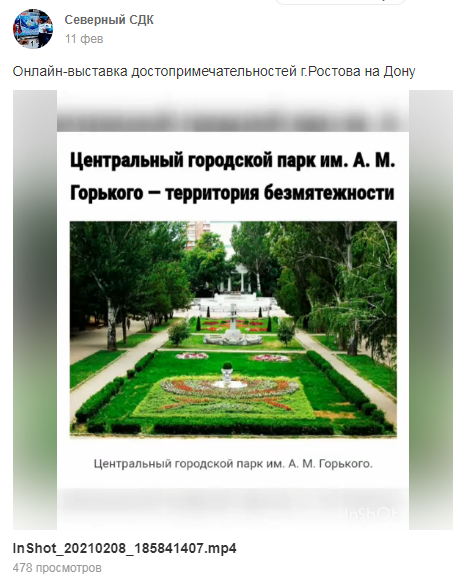 Северный СДК
11 фев
Онлайн-выставка достопримечательностей г.Ростова на Дону
Центральный городской парк им. А. М.
Горького — территория безмятежности
Центральный городской парк им. А. М. Горького.
InShot
InShot_20210208_185841407.mp4
478 просмотров